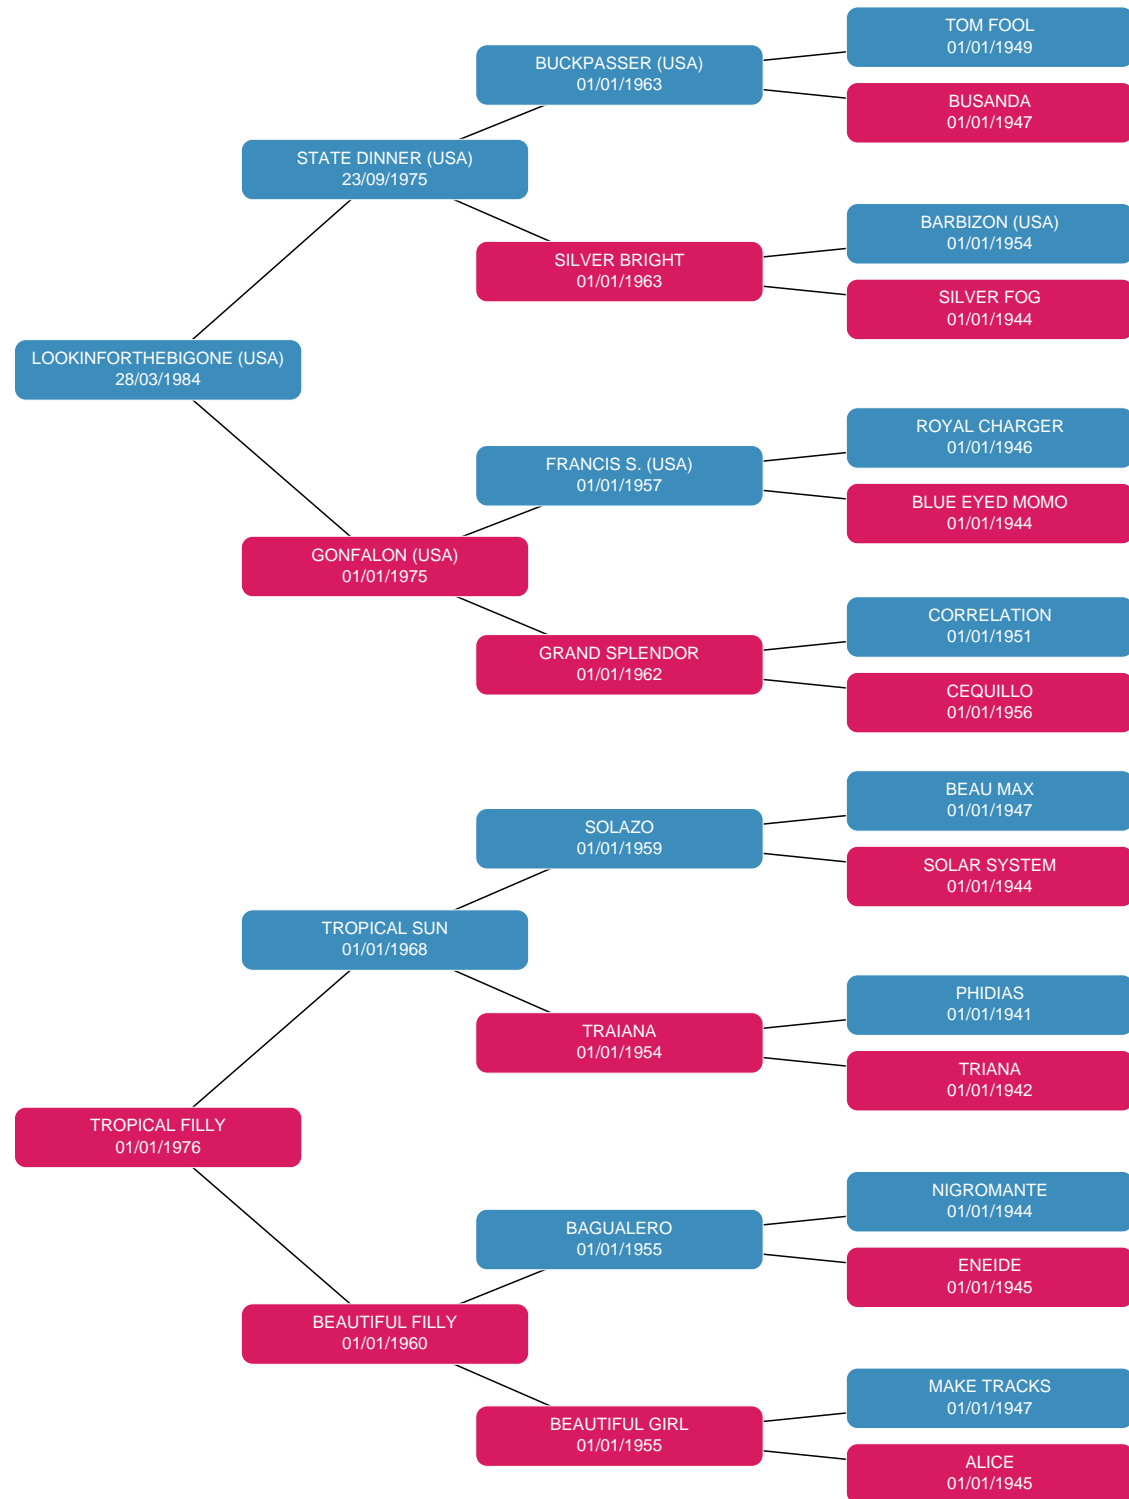 TOM FOOL
01/01/1949
BUCKPASSER (USA)
01/01/1963
BUSANDA
01/01/1947
STATE DINNER (USA)
23/09/1975
BARBIZON (USA)
01/01/1954
SILVER BRIGHT
01/01/1963
SILVER FOG
01/01/1944
LOOKINFORTHEBIGONE (USA)
28/03/1984
ROYAL CHARGER
01/01/1946
FRANCIS S. (USA)
01/01/1957
BLUE EYED MOMO
01/01/1944
GONFALON (USA)
01/01/1975
CORRELATION
01/01/1951
GRAND SPLENDOR
01/01/1962
CEQUILLO
01/01/1956
BEAU MAX
01/01/1947
SOLAZO
01/01/1959
SOLAR SYSTEM
01/01/1944
TROPICAL SUN
01/01/1968
PHIDIAS
01/01/1941
TRAIANA
01/01/1954
TRIANA
01/01/1942
TROPICAL FILLY
01/01/1976
NIGROMANTE
01/01/1944
BAGUALERO
01/01/1955
ENEIDE
01/01/1945
BEAUTIFUL FILLY
01/01/1960
MAKE TRACKS
01/01/1947
BEAUTIFUL GIRL
01/01/1955
ALICE
01/01/1945